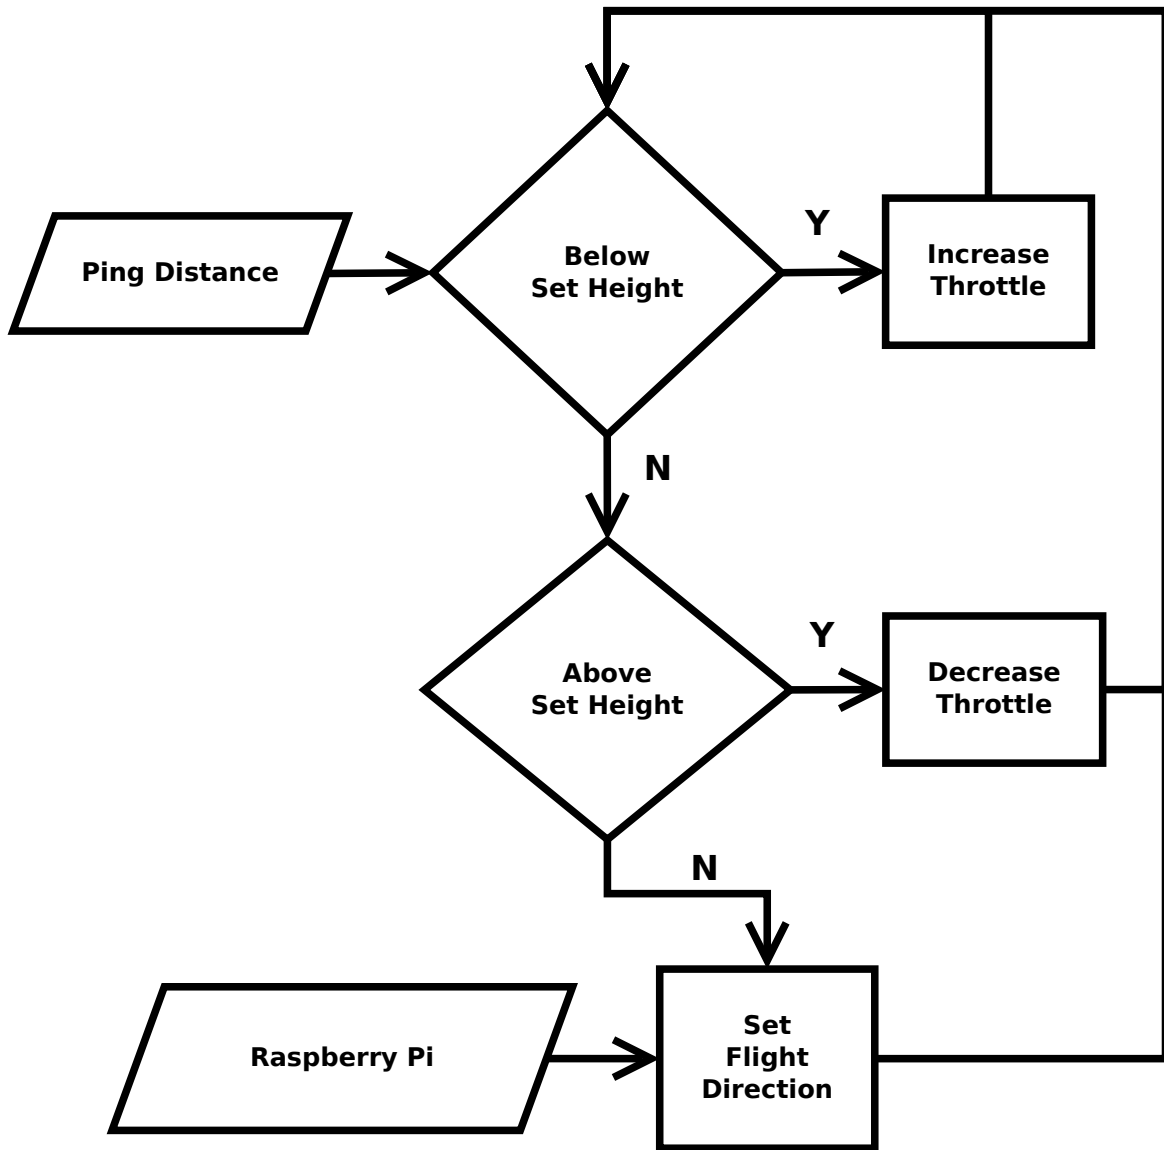 Ping Distance
Below
Set Height
Y
Increase
Throttle
N
Above
Set Height
Y
Decrease
Throttle
N
Raspberry Pi
Set
Flight
Direction